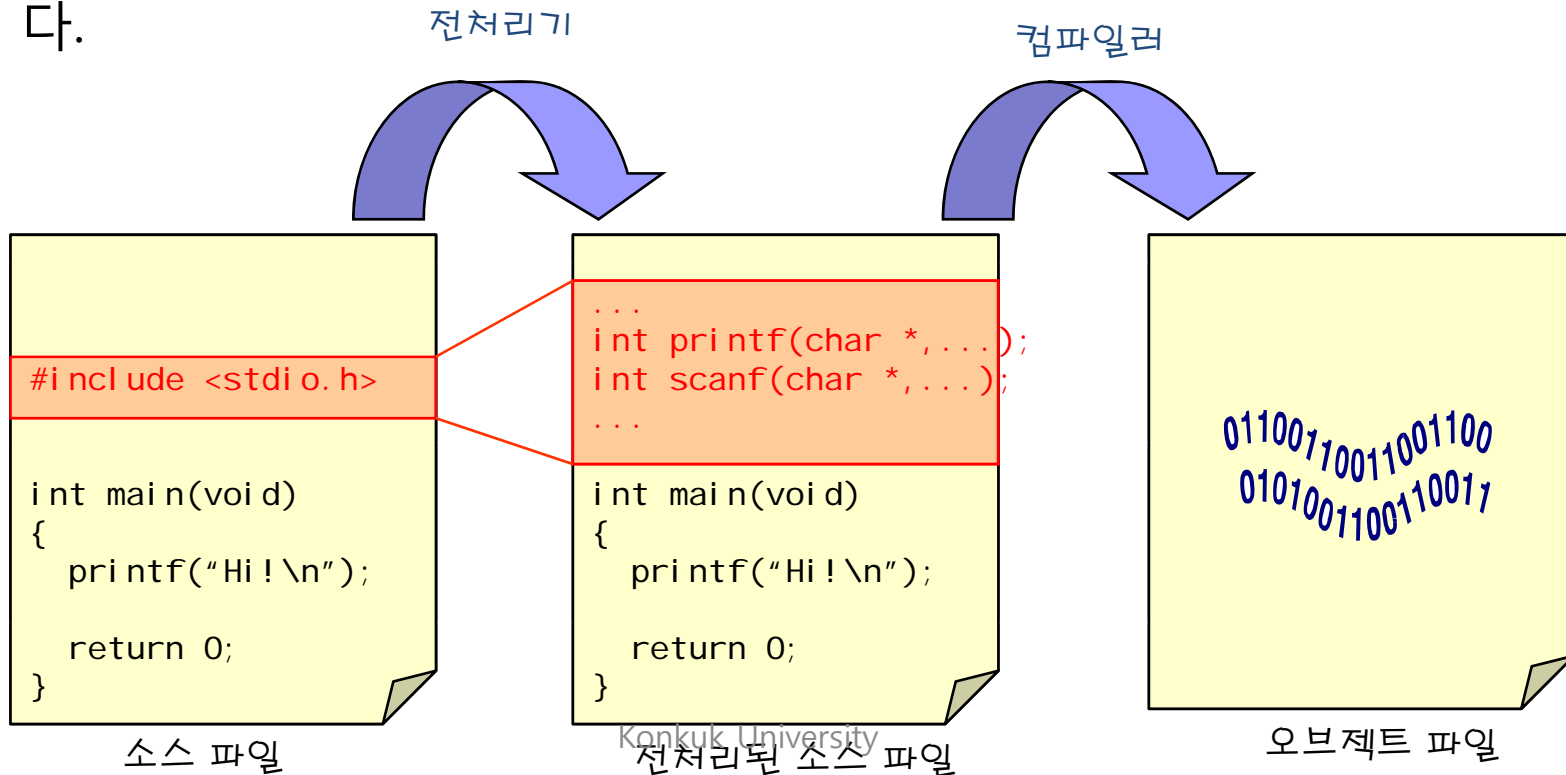 다.
전처리기
컴파일러
#include <stdio.h>
int main(void)
{
printf("Hi!\n");
return 0;
}
소스 파일
...
int printf(char *,...);
int scanf(char *,...);
...
int main(void)
{
printf("Hi!\n");
return 0;
}
Konkuk University
전처리된 소스 파일
01100110011001100
01010011001100110011
오브젝트 파일